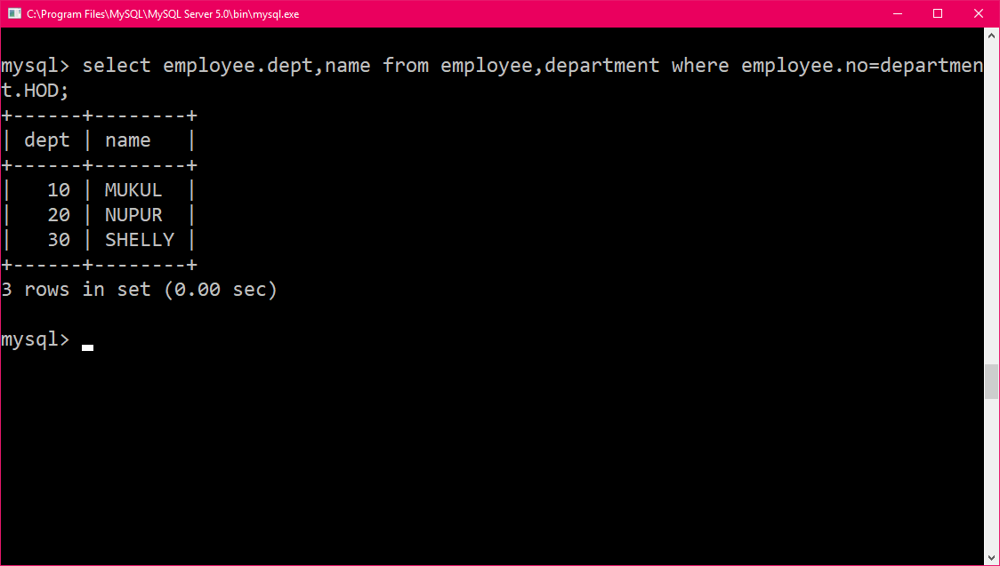 C:\Program Files\MySQL\MySQL Server 5.0\bin\mysql.exe
mysql> select employee.dept,name from employee,department where employee.no=departmen
t.HOD;
+------+--------+
| dept | name   |
+------+--------+
|   10 | MUKUL  |
|   20 | NUPUR  |
|   30 | SHELLY |
+------+--------+
3 rows in set (0.00 sec)
mysql>